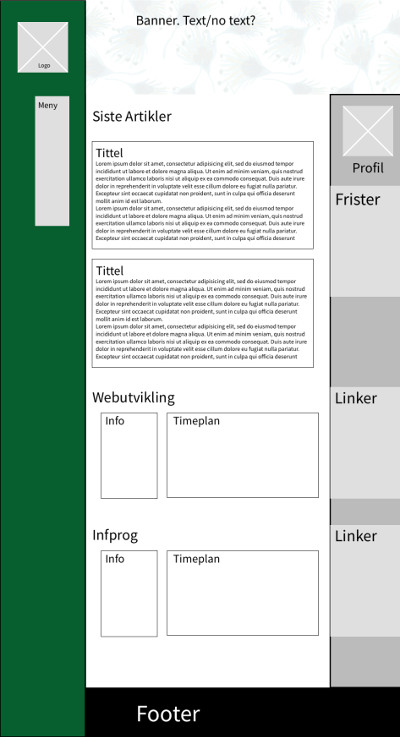 Banner. Text/no text?
Logo
Meny
Siste Artikler
Tittel
Lorem ipsum dolor sit amet, consectetur adipisicing elit, sed do eiusmod tempor
incididunt ut labore et dolore magna aliqua. Ut enim ad minim veniam, quis nostrud
exercitation ullamco laboris nisi ut aliquip ex ea commodo consequat. Duis aute irure
dolor in reprehenderit in voluptate velit esse cillum dolore eu fugiat nulla pariatur.
Excepteur sint occaecat cupidatat non proident, sunt in culpa qui officia deserunt
mollit anim id est laborum.
Lorem ipsum dolor sit amet, consectetur adipisicing elit, sed do eiusmod tempor
incididunt ut labore et dolore magna aliqua. Ut enim ad minim veniam, quis nostrud
exercitation ullamco laboris nisi ut aliquip ex ea commodo consequat. Duis aute irure
dolor in reprehenderit in voluptate velit esse cillum dolore eu fugiat nulla pariatur.
Excepteur sint occaecat cupidatat non proident, sunt in culpa qui officia deserunt
Tittel
Lorem ipsum dolor sit amet, consectetur adipisicing elit, sed do eiusmod tempor
incididunt ut labore et dolore magna aliqua. Ut enim ad minim veniam, quis nostrud
exercitation ullamco laboris nisi ut aliquip ex ea commodo consequat. Duis aute irure
dolor in reprehenderit in voluptate velit esse cillum dolore eu fugiat nulla pariatur.
Excepteur sint occaecat cupidatat non proident, sunt in culpa qui officia deserunt
mollit anim id est laborum.
Lorem ipsum dolor sit amet, consectetur adipisicing elit, sed do eiusmod tempor
incididunt ut labore et dolore magna aliqua. Ut enim ad minim veniam, quis nostrud
exercitation ullamco laboris nisi ut aliquip ex ea commodo consequat. Duis aute irure
dolor in reprehenderit in voluptate velit esse cillum dolore eu fugiat nulla pariatur.
Excepteur sint occaecat cupidatat non proident, sunt in culpa qui officia deserunt
Webutvikling
Info
Timeplan
Infprog
Info
Timeplan
Profil
Frister
Linker
Linker
Footer